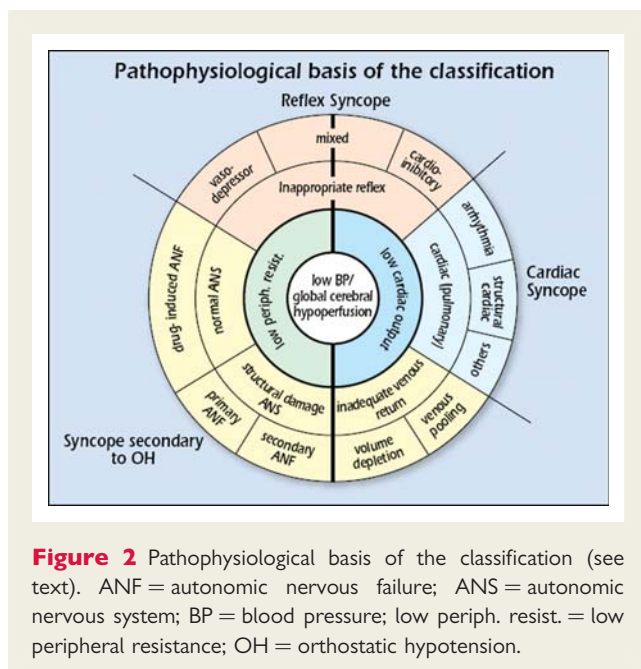 Pathophysiological basis of the classification
Reflex Syncope
mixed
vaso-
depressor
cardio-
inibitory
Inappropriate reflex
arrhythmia
structural
cardiac
others
cardiac (pulmonary)
Cardiac
Syncope
drug-induced ANF
normal ANS
low periph. resist.
low BP/
global cerebral
hypoperfusion
low cardiac output
structural damage
ANS
inadequate venous
return
primary
ANF
secondary
ANF
volume
depletion
venous
pooling
Syncope secondary
to OH
Figure 2 Pathophysiological basis of the classification (see
text). ANF = autonomic nervous failure; ANS = autonomic
nervous system; BP = blood pressure; low periph. resist. = low
peripheral resistance; OH = orthostatic hypotension.